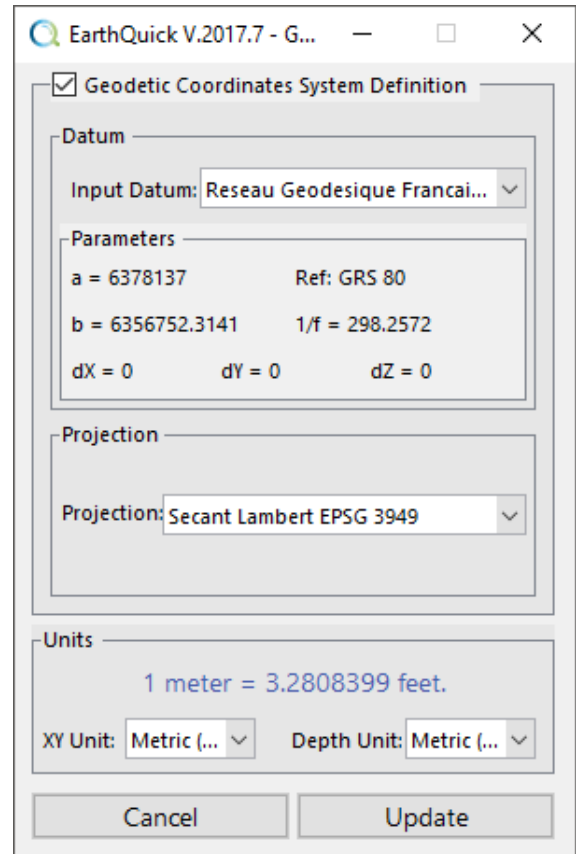 EarthQuick V.2017.7 - G...
Geodetic Coordinates System Definition
Datum
Input Datum: Reseau Geodesique Francai...
Parameters
a = 6378137 Ref: GRS 80
b = 6356752.3141 1/f = 298.2572
dX = 0 dY = 0 dZ = 0
Projection
Projection: Secant Lambert EPSG 3949
Units
1 meter = 3.2808399 feet.
XY Unit: Metric (... Depth Unit: Metric (...
Cancel Update